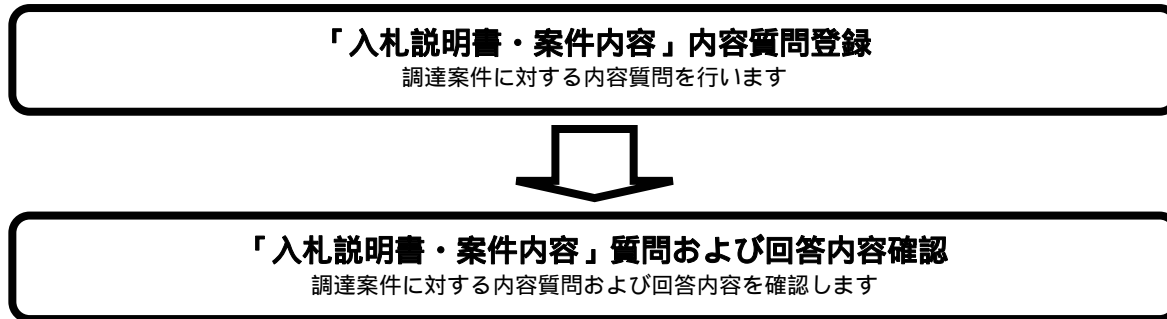 「入札説明書・案件内容」内容質問登録
調達案件に対する内容質問を行います
「入札説明書・案件内容」質問および回答内容確認
調達案件に対する内容質問および回答内容を確認します